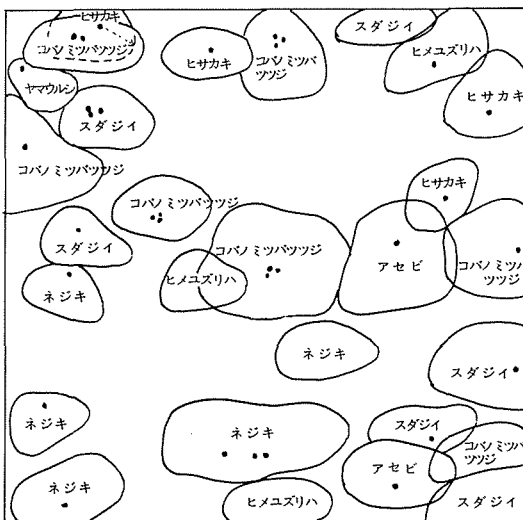 ヒサカキ
コバノミツバツツジ
ヤマウルシ
スダジイ
コバノミツバツツジ
ヒサカキ
コバノミツバ
ツツジ
スダジイ
ヒメユズリハ
ヒサカキ
ヒサカキ
コバノミツバツツジ
スダジイ
ネジキ
ヒメユズリハ
コバノミツバツツジ
アセビ
コバノミツバ
ツツジ
ネジキ
スダジイ
ネジキ
ネジキ
スダジイ
コバノミツバ
ツツジ
アセビ
ネジキ
ヒメユズリハ
スダジイ